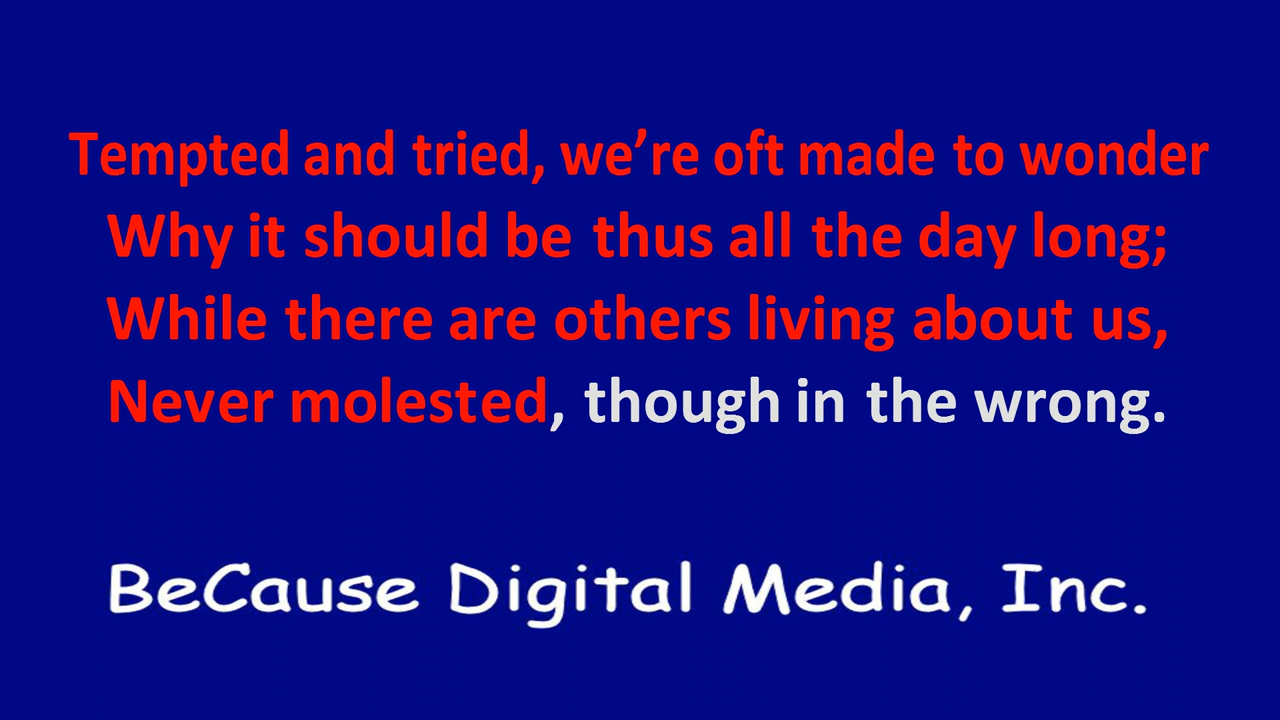 Tempted and tried, we’re oft made to wonder
Why it should be thus all the day long;
While there are others living about us,
Never molested, though in the wrong.
BeCause Digital Media, Inc.